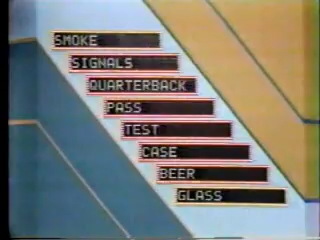 SMOKE
SIGNALS
QUARTERBACK
PASS
TEST
CASE
BEER
GLASS